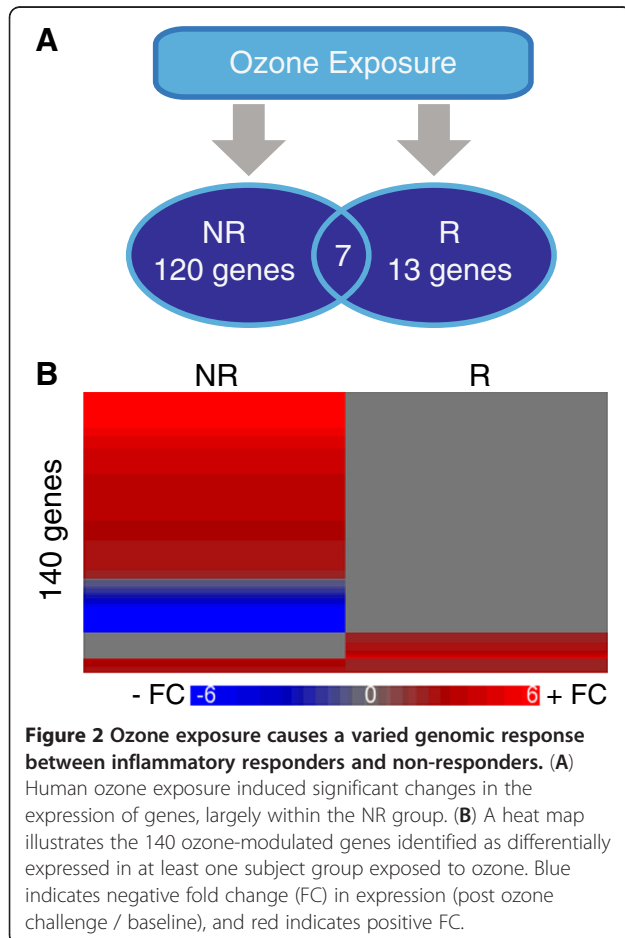 A
Ozone Exposure
NR
120 genes
7
R
13 genes
B
NR
R
140 genes
- FC
-6
0
6
+ FC
Figure 2 Ozone exposure causes a varied genomic response
between inflammatory responders and non-responders. (A)
Human ozone exposure induced significant changes in the
expression of genes, largely within the NR group. (B) A heat map
illustrates the 140 ozone-modulated genes identified as differentially
expressed in at least one subject group exposed to ozone. Blue
indicates negative fold change (FC) in expression (post ozone
challenge / baseline), and red indicates positive FC.